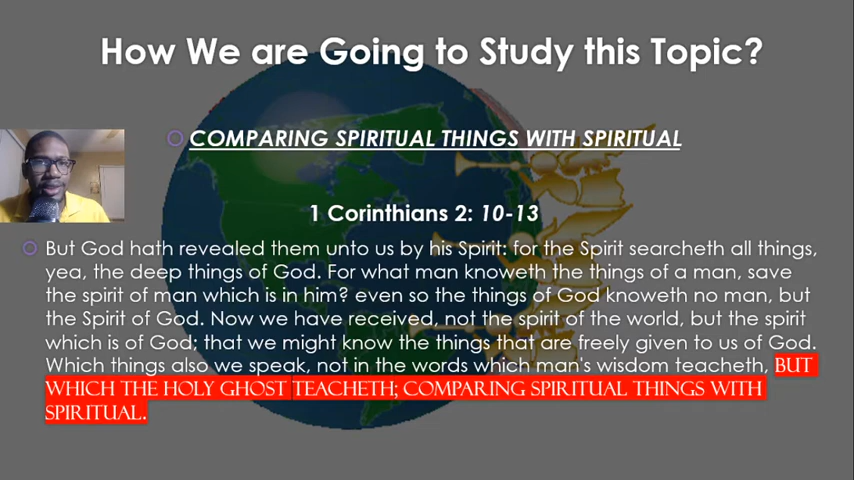 How We are Going to Study this Topic?
COMPARING SPIRITUAL THINGS WITH SPIRITUAL
1 Corinthians 2: 10-13
But God hath revealed them unto us by his Spirit: for the Spirit searcheth all things,
yea, the deep things of God. For what man knoweth the things of a man, save
the spirit of man which is in him? even so the things of God knoweth no man, but
the Spirit of God. Now we have received, not the spirit of the world, but the spirit
which is of God; that we might know the things that are freely given to us of God.
Which things also we speak, not in the words which man's wisdom teacheth, BUT
WHICH THE HOLY GHOST TEACHETH; COMPARING SPIRITUAL THINGS WITH
SPIRITUAL.